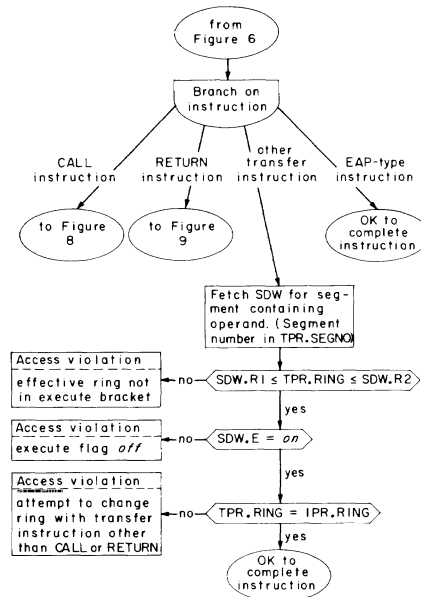 from
Figure 6
Branch on
instruction
CALL
instruction
RETURN
instruction
other
transfer
instruction
EAP-type
instruction
to Figure
8
to Figure
9
OK to
complete
instruction
Fetch SDW for seg-
ment containing
operand. (Segment
number in TPR.SEGNO)
Access violation
effective ring not
in execute bracket
no
SDW.R1 ≤ TPR.RING ≤ SDW.R2
yes
Access violation
execute flag off
no
SDW.E = on
yes
Access violation
attempt to change
ring with transfer
instruction other
than CALL or RETURN
no
TPR.RING = IPR.RING
yes
OK to
complete
instruction